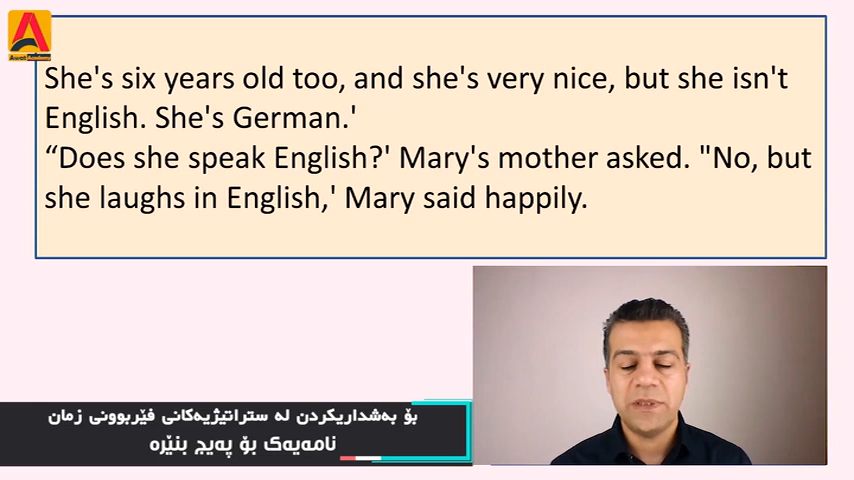 She's six years old too, and she's very nice, but she isn't
English. She's German.'
“Does she speak English?' Mary's mother asked. "No, but
she laughs in English,' Mary said happily.
بۆ بەشداریکردن لە ستراتیژیەکانی فێربوونی زمان
نامەیەک بۆ پەیج بنێرە